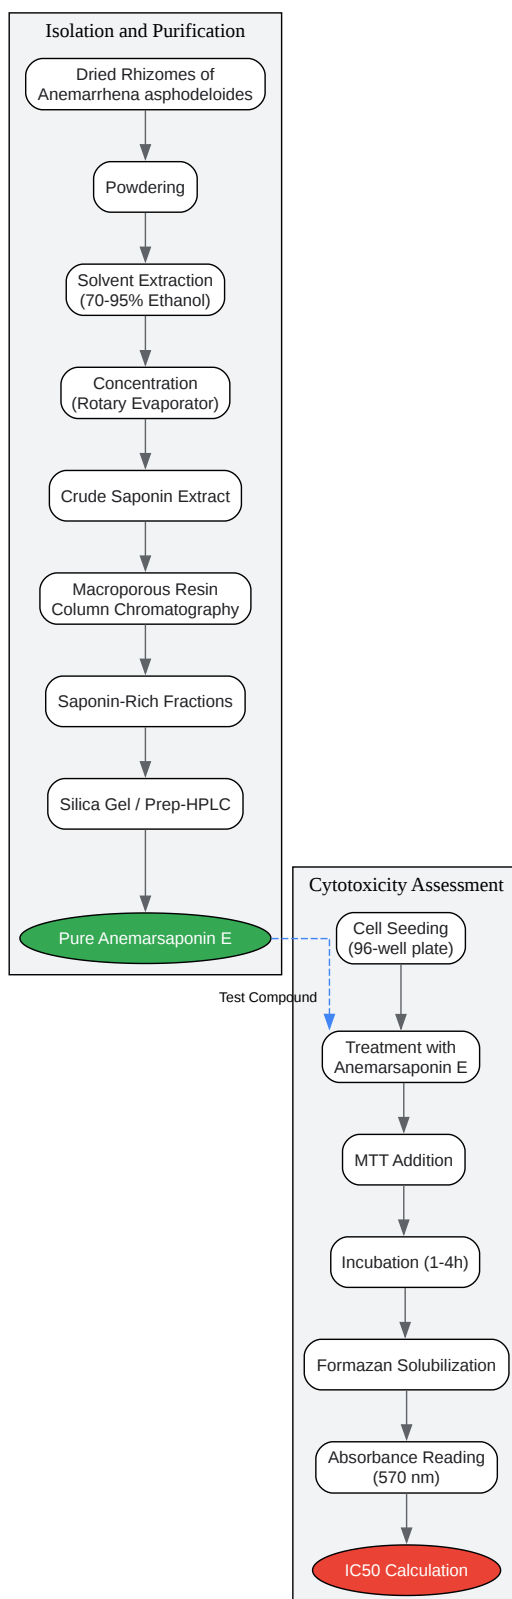 Isolation and Purification
Dried Rhizomes of
Anemarrhena asphodeloides
Powdering
Solvent Extraction
(70-95% Ethanol)
Concentration
(Rotary Evaporator)
Crude Saponin Extract
Macroporous Resin
Column Chromatography
Saponin-Rich Fractions
Silica Gel / Prep-HPLC
Pure Anemarsaponin E
Test Compound
Cytotoxicity Assessment
Cell Seeding
(96-well plate)
Treatment with
Anemarsaponin E
MTT Addition
Incubation (1-4h)
Formazan Solubilization
Absorbance Reading
(570 nm)
IC50 Calculation